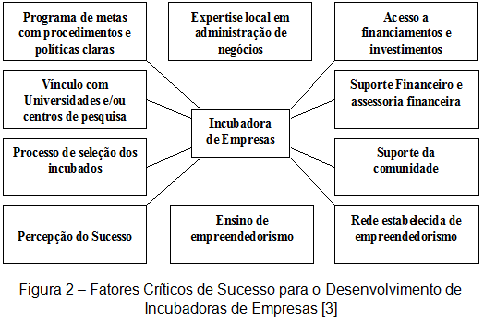 Programa de metas
com procedimentos e
políticas claras
Expertise local em
administração de
negócios
Acesso a
financiamentos e
investimentos
Vínculo com
Universidades e/ou
centros de pesquisa
Suporte Financeiro e
assessoria financeira
Incubadora
de Empresas
Processo de seleção dos
incubados
Suporte da
comunidade
Percepção do Sucesso
Ensino de
empreendedorismo
Rede estabelecida de
empreendedorismo
Figura 2 – Fatores Críticos de Sucesso para o Desenvolvimento de
Incubadoras de Empresas [3]